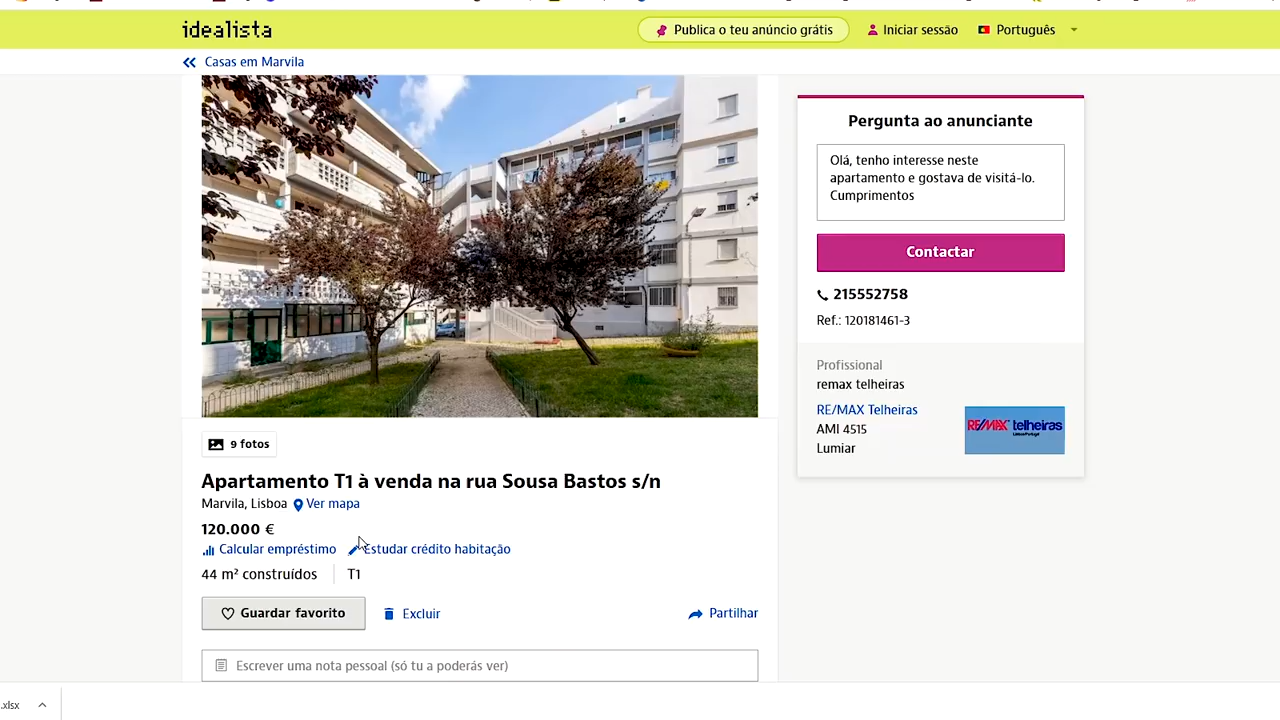 idealista
Publica o teu anúncio grátis
Iniciar sessão
Português
Casas em Marvila
9 fotos
Apartamento T1 à venda na rua Sousa Bastos s/n
Marvila, Lisboa Ver mapa
120.000 €
Calcular empréstimo Estudar crédito habitação
44 m² construídos T1
Guardar favorito
Excluir
Partilhar
Escrever uma nota pessoal (só tu a poderás ver)
Pergunta ao anunciante
Olá, tenho interesse neste
apartamento e gostava de visitá-lo.
Cumprimentos
Contactar
215552758
Ref.: 120181461-3
Profissional
remax telheiras
RE/MAX Telheiras
AMI 4515
Lumiar
RE/MAX telheiras
.xlsx